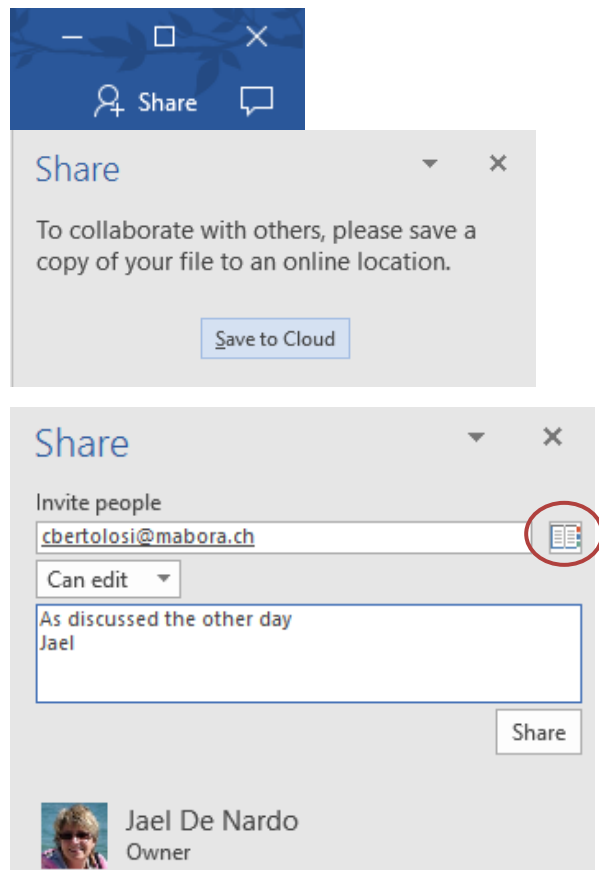 Share
Share
To collaborate with others, please save a
copy of your file to an online location.
Save to Cloud
Share
Invite people
cbertolosi@mabora.ch
Can edit
As discussed the other day
Jael
Share
Jael De Nardo
Owner